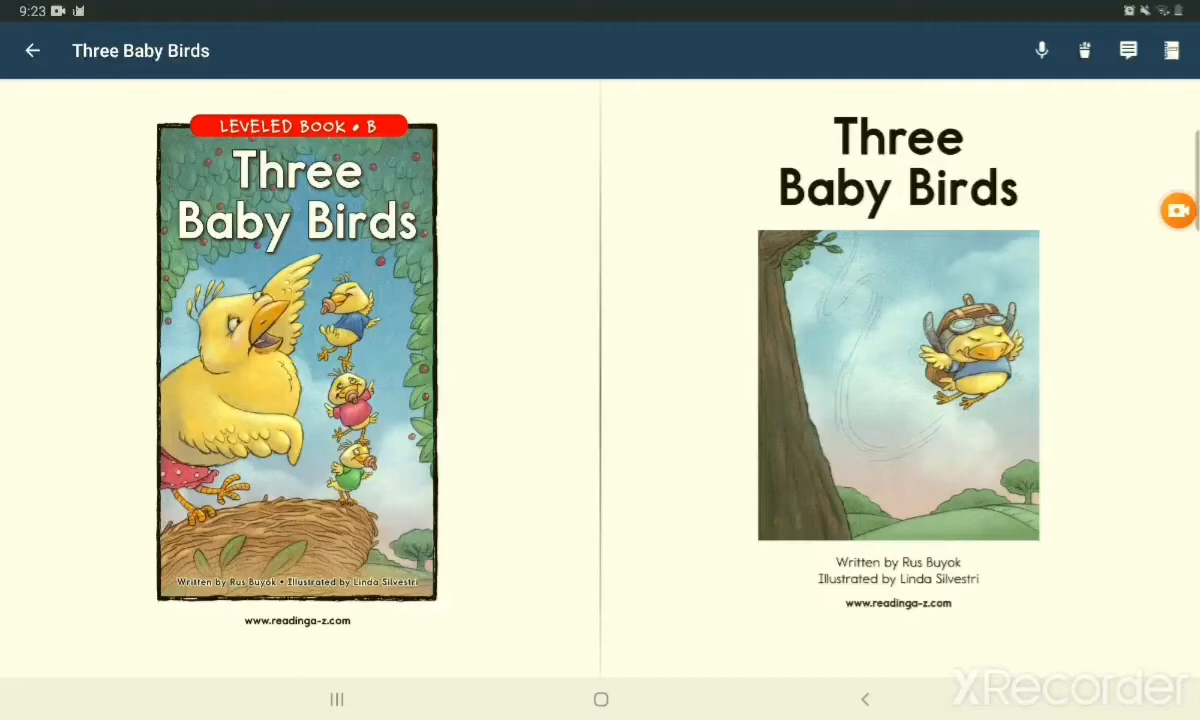 9:23
Three Baby Birds
LEVELED BOOK • B
Three
Baby Birds
Written by Rus Buyok • Illustrated by Linda Silvestri
www.readinga-z.com
Three
Baby Birds
Written by Rus Buyok
Illustrated by Linda Silvestri
www.readinga-z.com
XRecorder